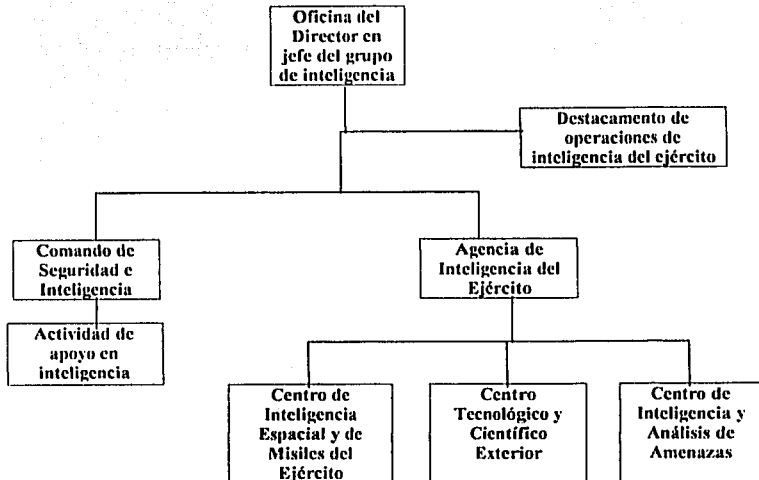 Oficina del
Director en
jefe del grupo
de inteligencia
Destacamento de
operaciones de
inteligencia del ejército
Comando de
Seguridad e
Inteligencia
Agencia de
Inteligencia del
Ejército
Actividad de
apoyo en
inteligencia
Centro de
Inteligencia
Espacial y de
Misiles del
Ejército
Centro
Tecnológico y
Científico
Exterior
Centro de
Inteligencia y
Análisis de
Amenazas